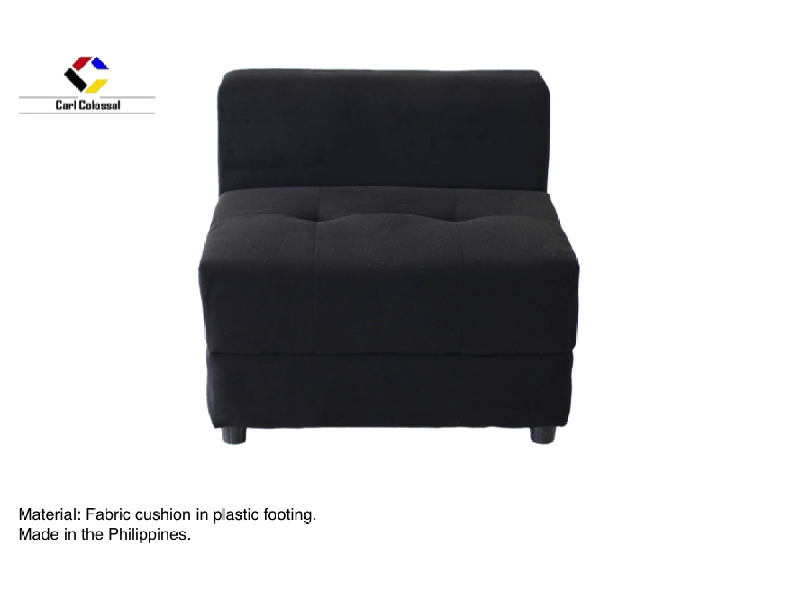 Carl Colossal
Material: Fabric cushion in plastic footing.
Made in the Philippines.